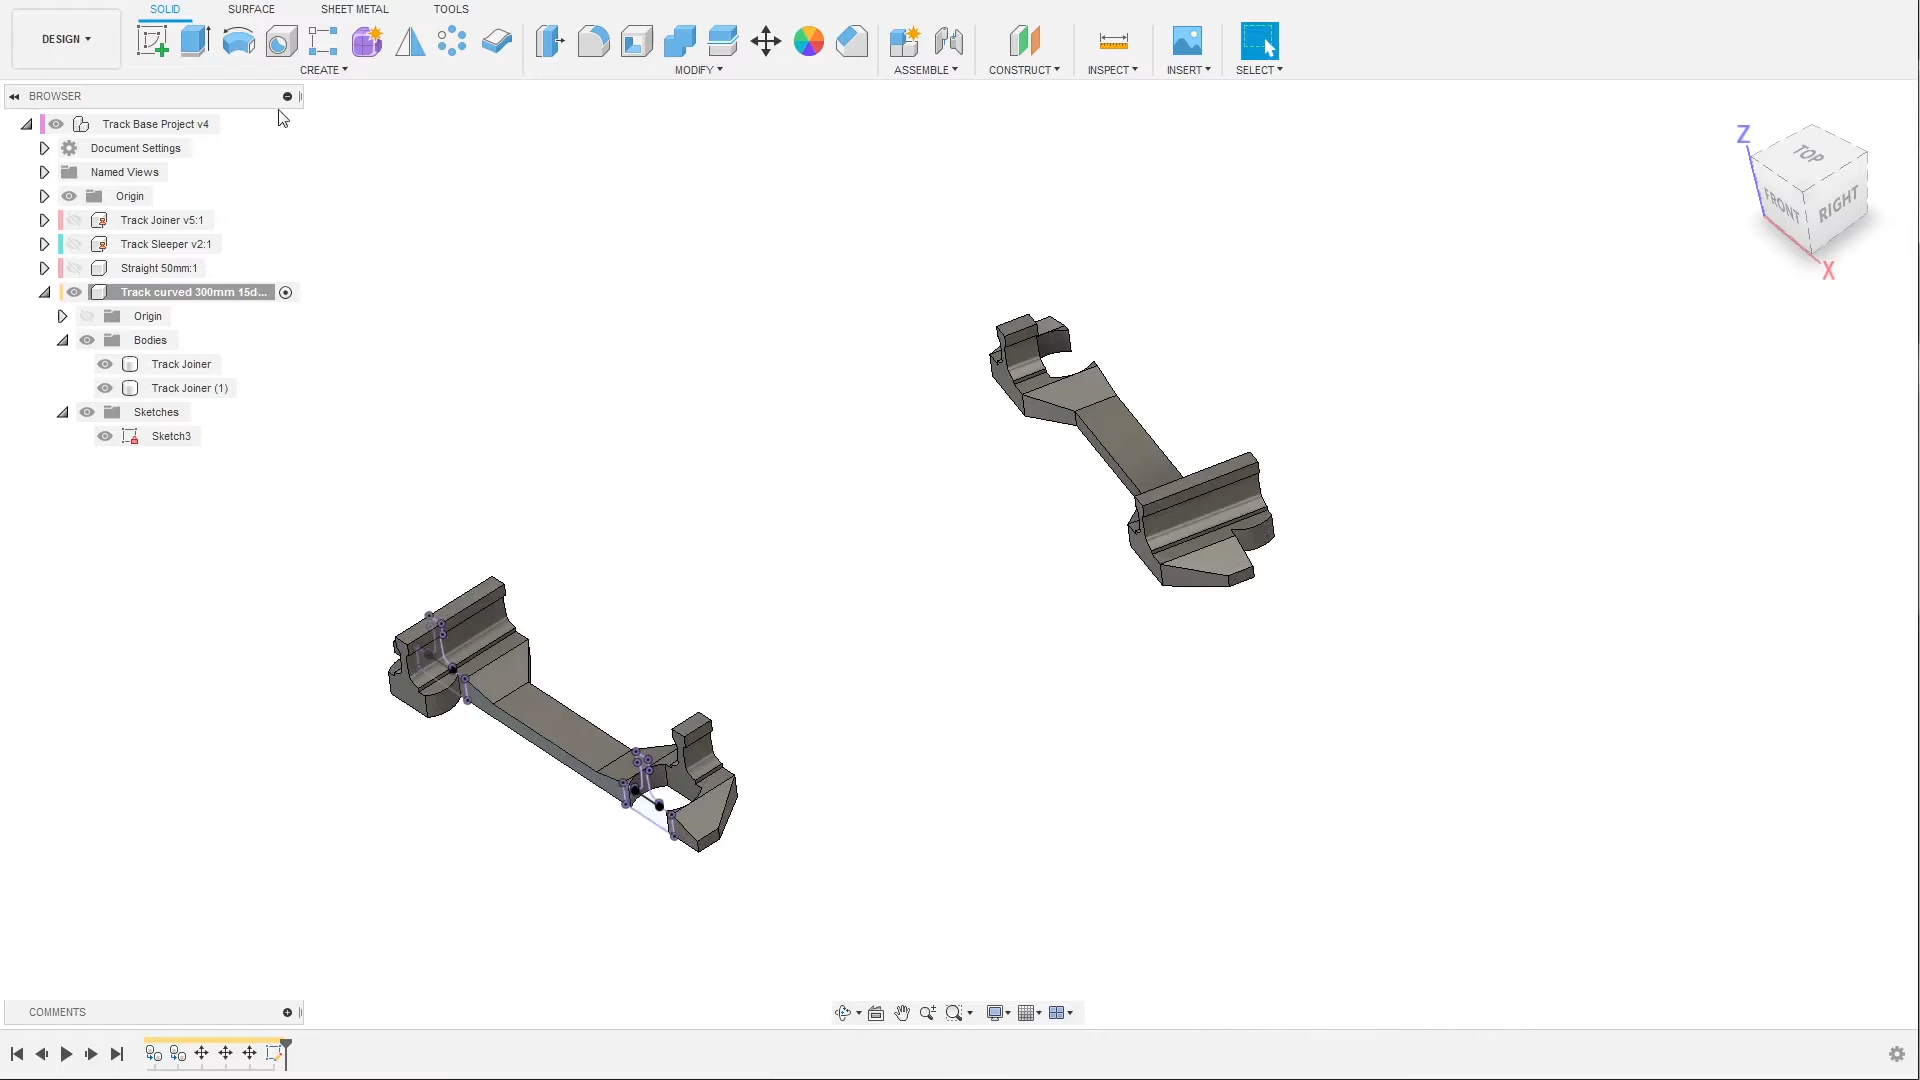 SOLID SURFACE SHEET METAL TOOLS
DESIGN
CREATE MODIFY ASSEMBLE CONSTRUCT INSPECT INSERT SELECT
BROWSER
Track Base Project v4
Document Settings
Named Views
Origin
Track Joiner v5:1
Track Sleeper v2:1
Straight 50mm:1
Track curved 300mm 15d...
Origin
Bodies
Track Joiner
Track Joiner (1)
Sketches
Sketch3
Z
TOP
FRONT
RIGHT
X
COMMENTS